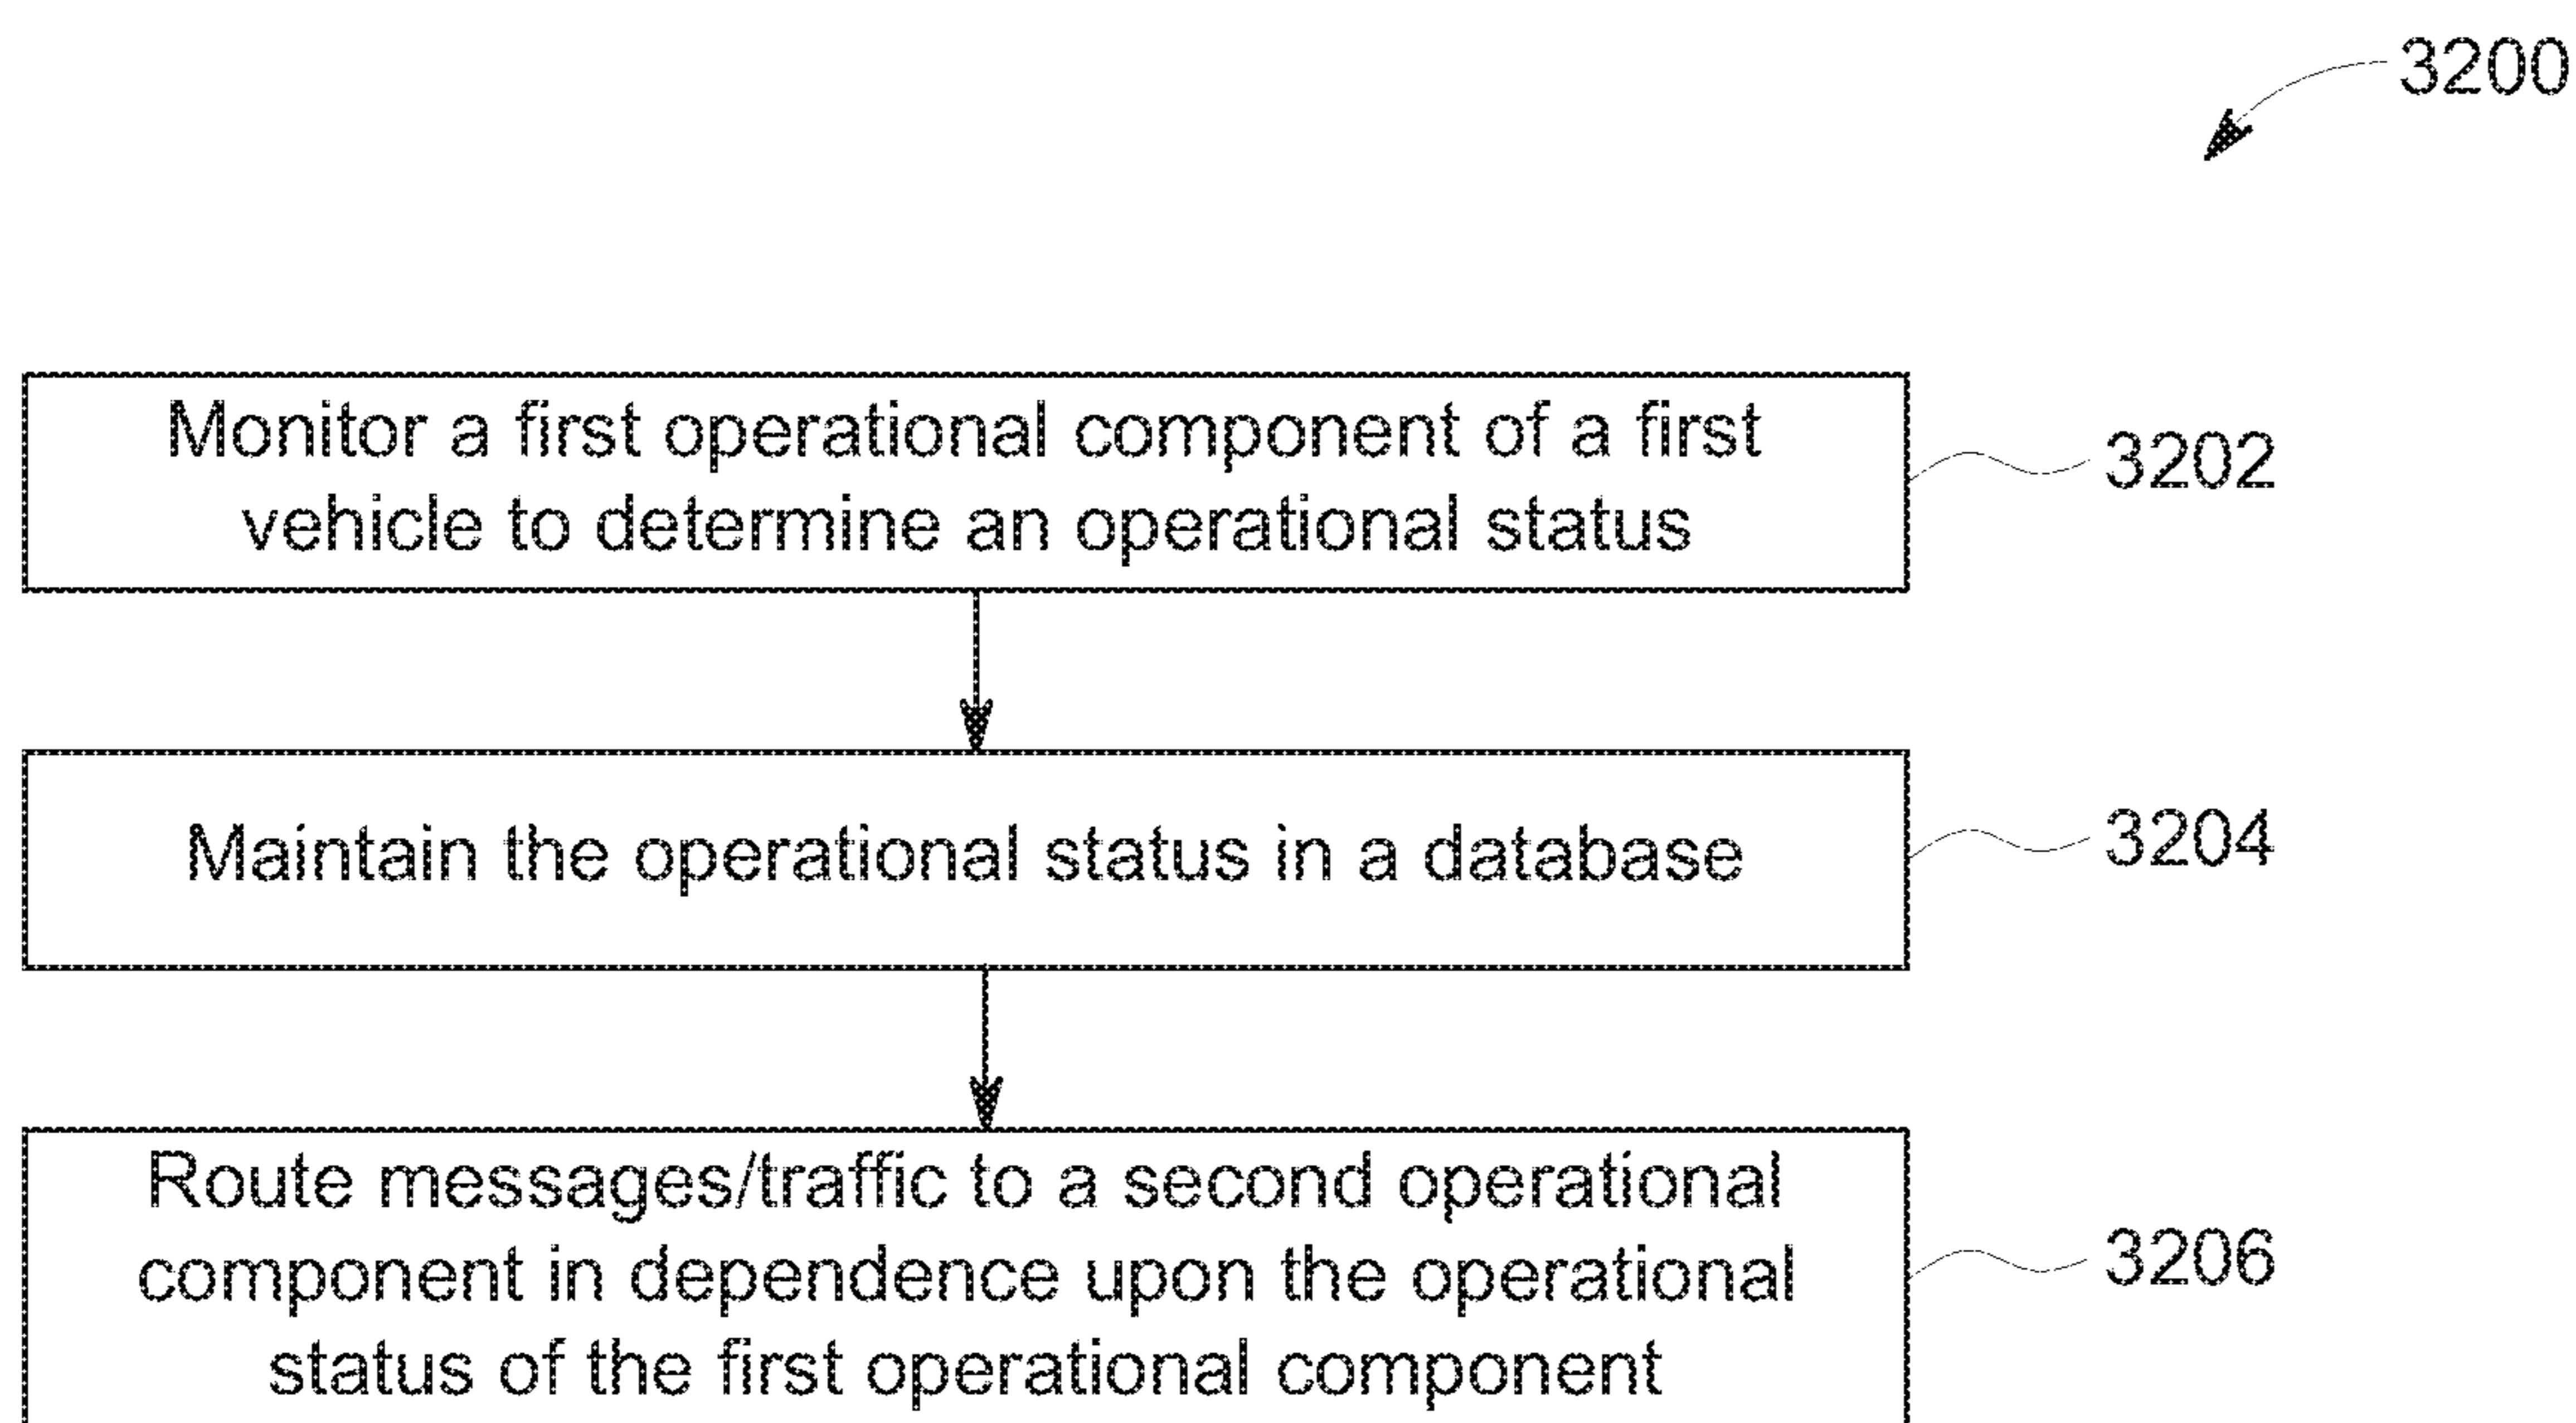 3200
Monitor a first operational component of a first
vehicle to determine an operational status
3202
Maintain the operational status in a database
3204
Route messages/traffic to a second operational
component in dependence upon the operational
status of the first operational component
3206